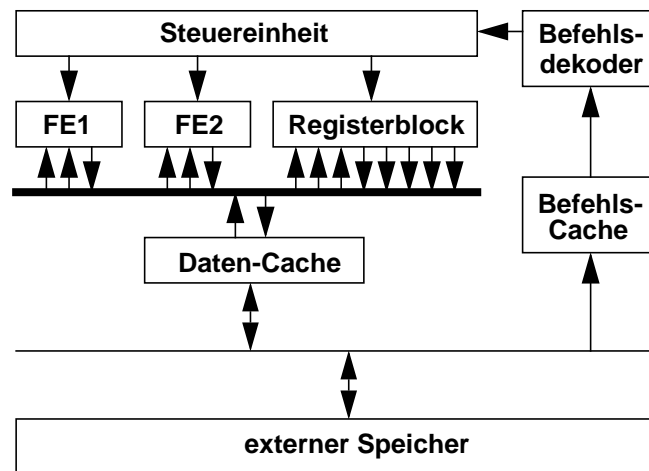 Steuereinheit
Befehls-
dekoder
FE1
FE2
Registerblock
Befehls-
Cache
Daten-Cache
externer Speicher